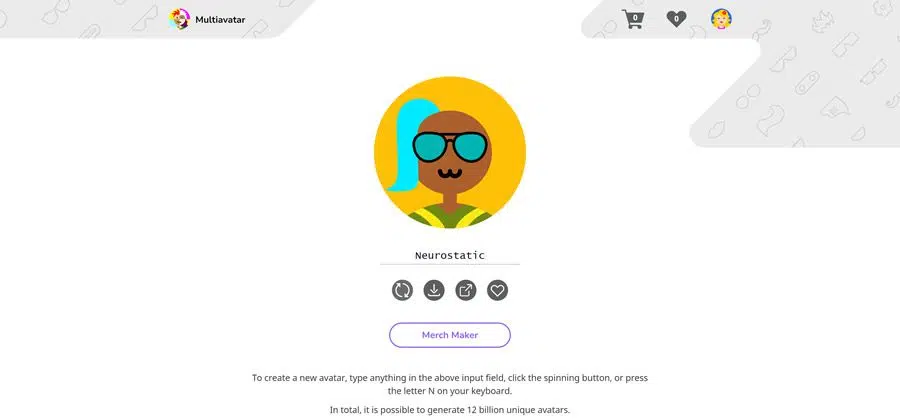 Multiavatar
0
0
Neurostatic
Merch Maker
To create a new avatar, type anything in the above input field, click the spinning button, or press
the letter N on your keyboard.
In total, it is possible to generate 12 billion unique avatars.